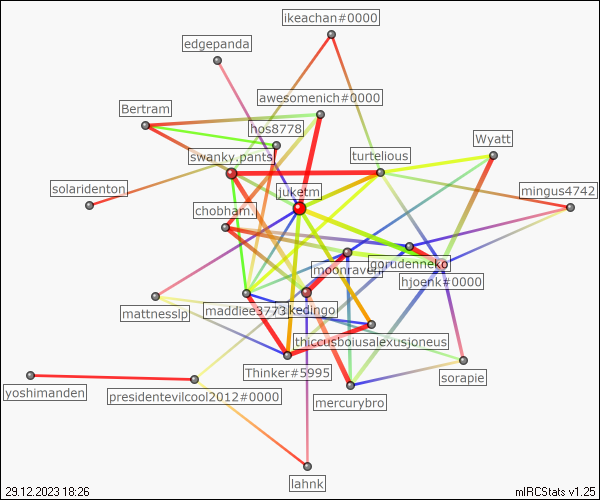 ikeachan#0000
edgepanda
awesomenich#0000
Bertram
hos8778
Wyatt
swanky.pants
turtelious
solaridenton
juketm
mingus4742
chobham.
gorudenneko
moonraven
hjoenk#0000
mattnesslp
maddiee3773
kedingo
thiccusboiusalexusjoneus
Thinker#5995
sorapie
yoshimanden
presidentevilcool2012#0000
mercurybro
lahnk
29.12.2023 18:26
mIRCStats v1.25